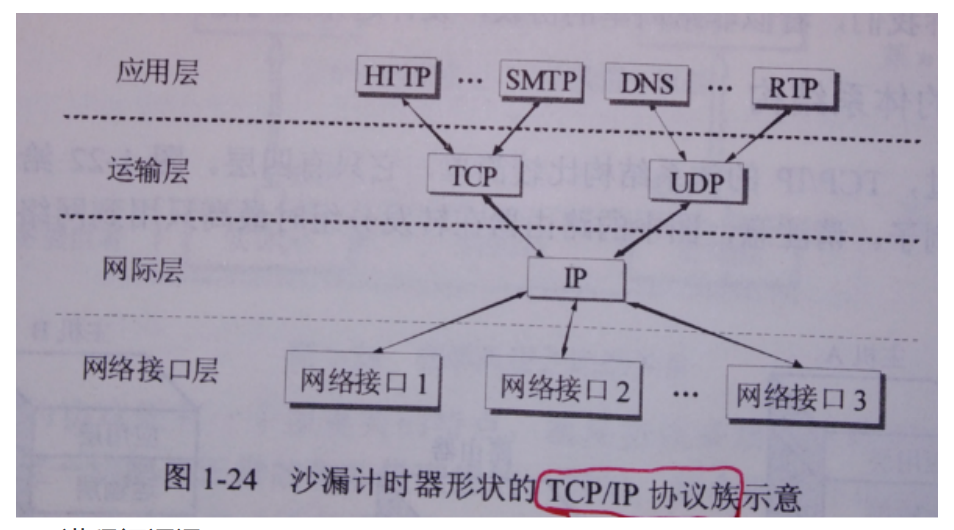 应用层 HTTP … SMTP DNS … RTP
运输层 TCP UDP
网际层 IP
网络接口层 网络接口 1 网络接口 2 … 网络接口 3
图 1-24 沙漏计时器形状的 TCP/IP 协议族示意